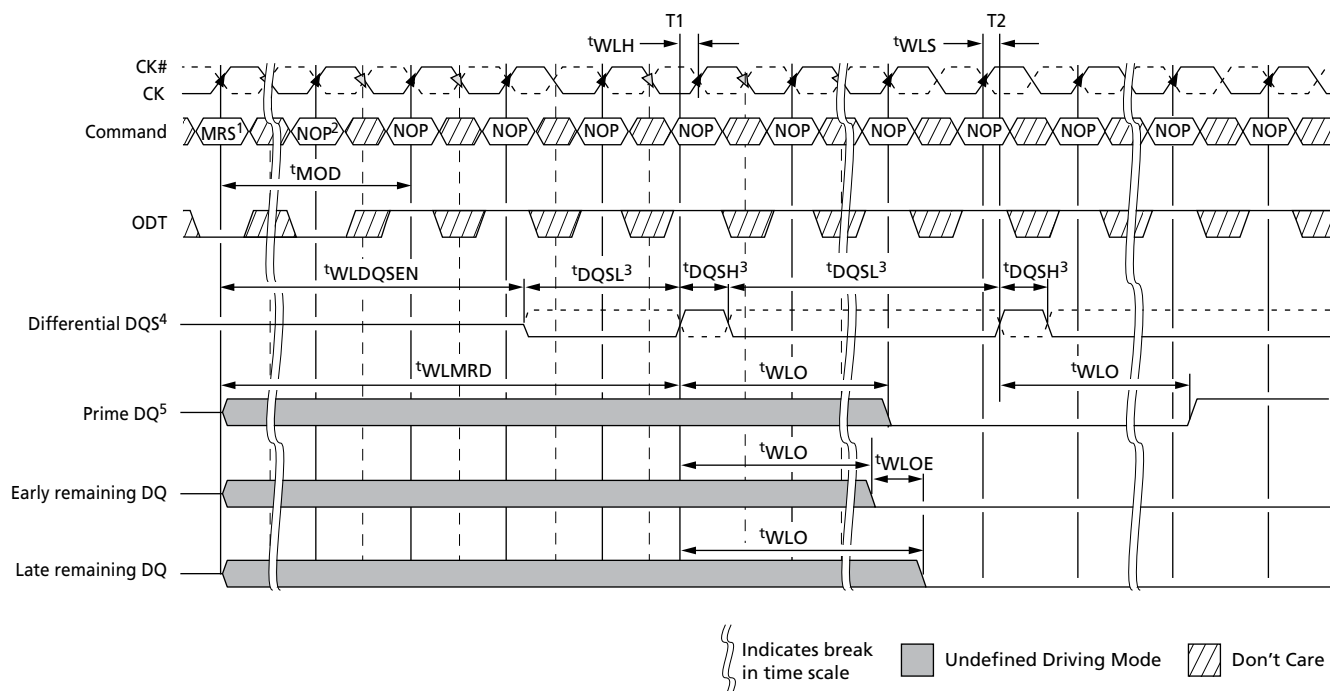 T1 T2
tWLH tWLS
CK#
CK
Command MRS1 NOP2 NOP NOP NOP NOP NOP NOP NOP NOP NOP NOP
tMOD
ODT
tWLDQSEN tDQSL3 tDQSH3 tDQSL3 tDQSH3
Differential DQS4
tWLMRD tWLO tWLO
Prime DQ5
tWLO tWLOE
Early remaining DQ
tWLO
Late remaining DQ
Indicates break
in time scale
Undefined Driving Mode
Don't Care